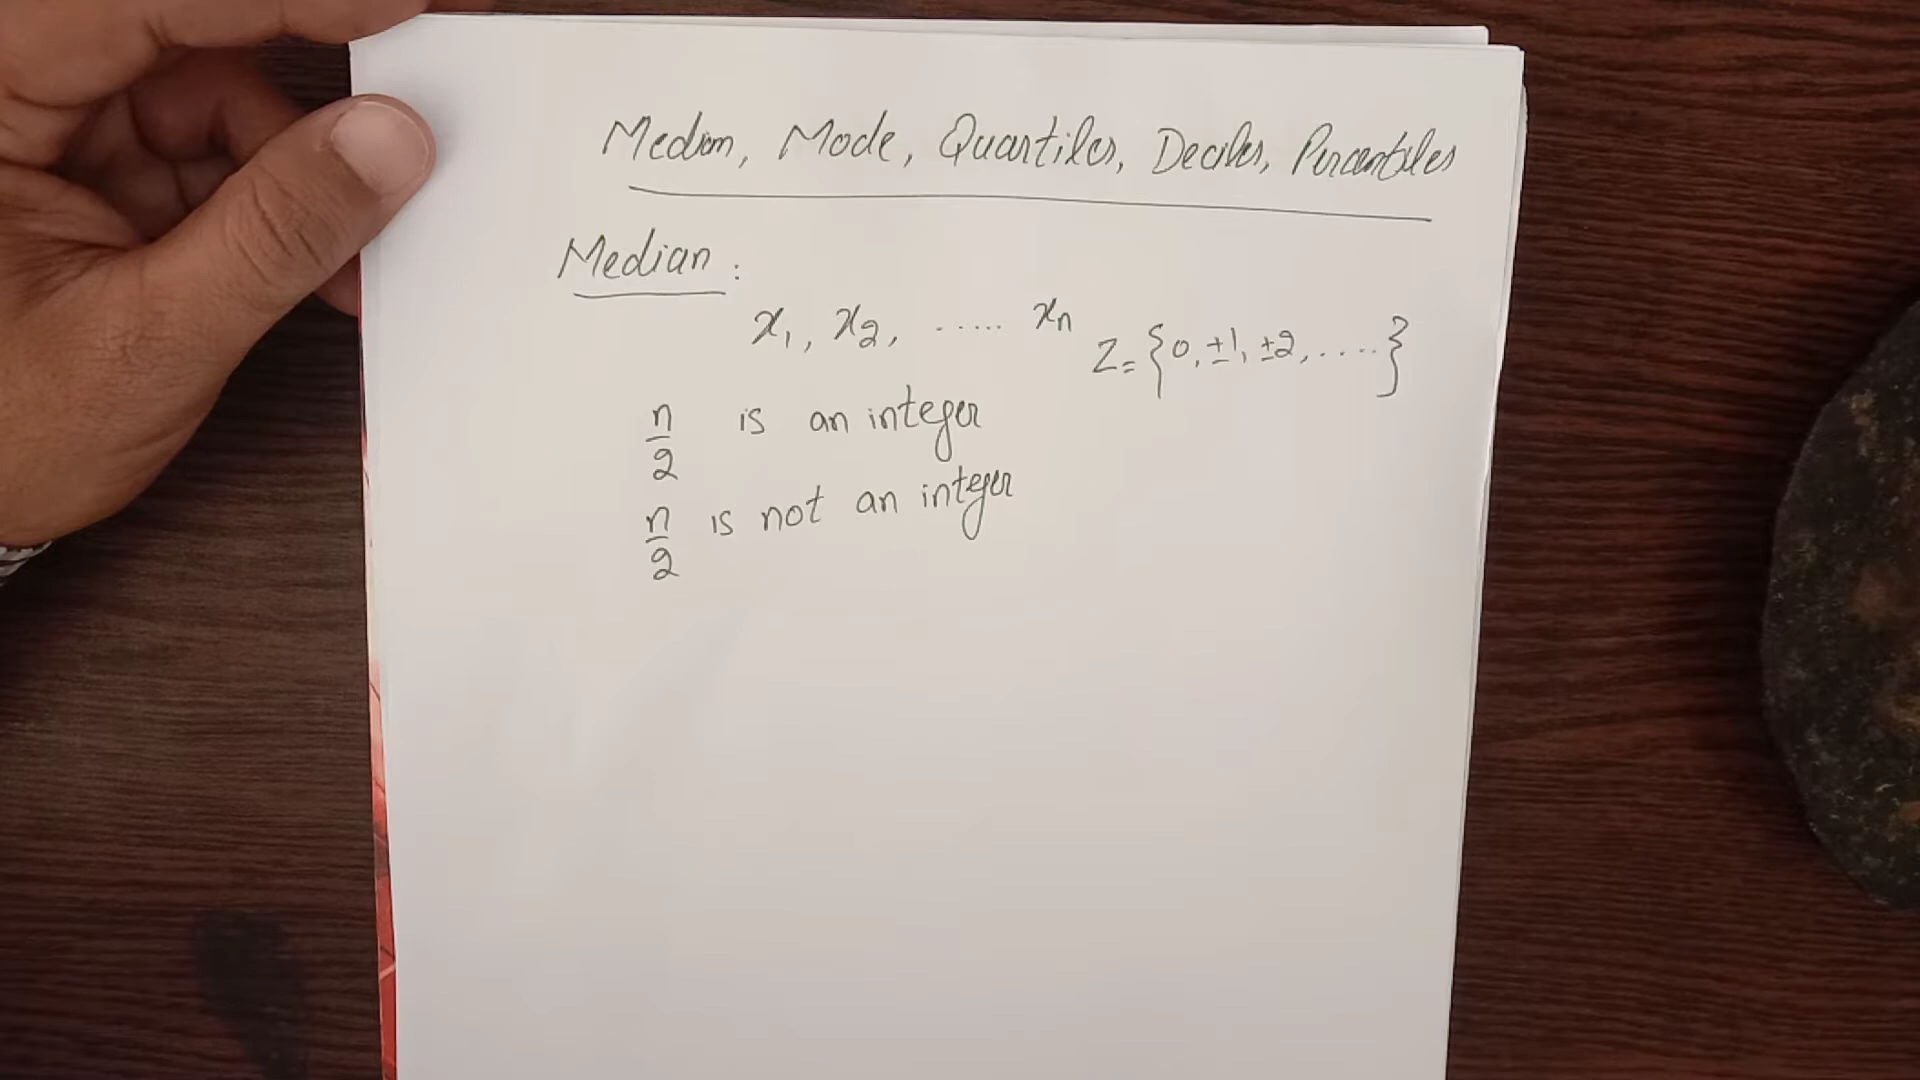 Median, Mode, Quartiles, Deciles, Percentiles
Median :
x₁, x₂, ...... xₙ
Z = {0, ±1, ±2, ....}
n/2 is an integer
n/2 is not an integer